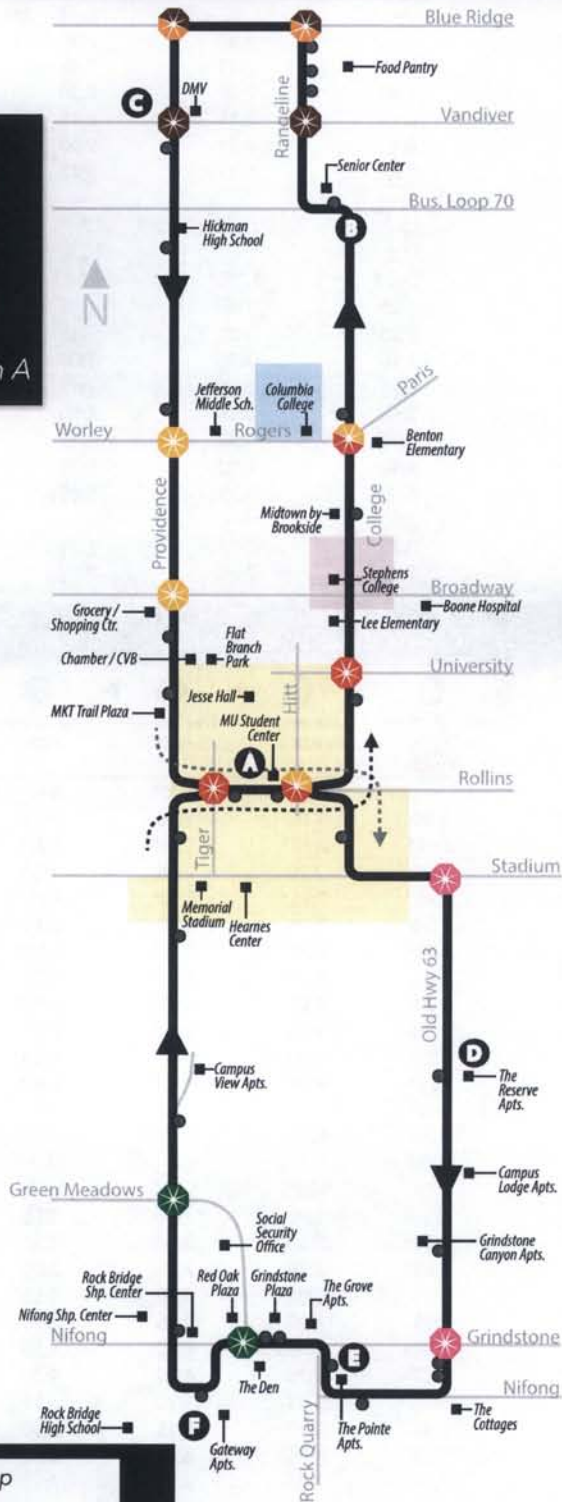 Blue Ridge
Food Pantry
DMV
C
Rangeline
Vandiver
Senior Center
Bus. Loop 70
B
Hickman
High School
N
n A
Jefferson
Middle Sch.
Columbia
College
Paris
Worley
Rogers
Benton
Elementary
Providence
College
Midtown by
Brookside
Stephens
College
Broadway
Boone Hospital
Grocery /
Shopping Ctr.
Lee Elementary
Flat
Branch
Park
Chamber / CVB
University
Jesse Hall
Hitt
MKT Trail Plaza
MU Student
Center
A
Rollins
Tiger
Stadium
Memorial
Stadium
Hearnes
Center
Old Hwy 63
D
Campus
View Apts.
The
Reserve
Apts.
Campus
Lodge Apts.
Green Meadows
Social
Security
Office
Grindstone
Canyon Apts.
Rock Bridge
Shp. Center
Red Oak
Plaza
Grindstone
Plaza
The Grove
Apts.
Nifong Shp. Center
Nifong
Grindstone
E
The Den
Nifong
Rock Quarry
The Pointe
Apts.
The
Cottages
Rock Bridge
High School
F
Gateway
Apts.
p